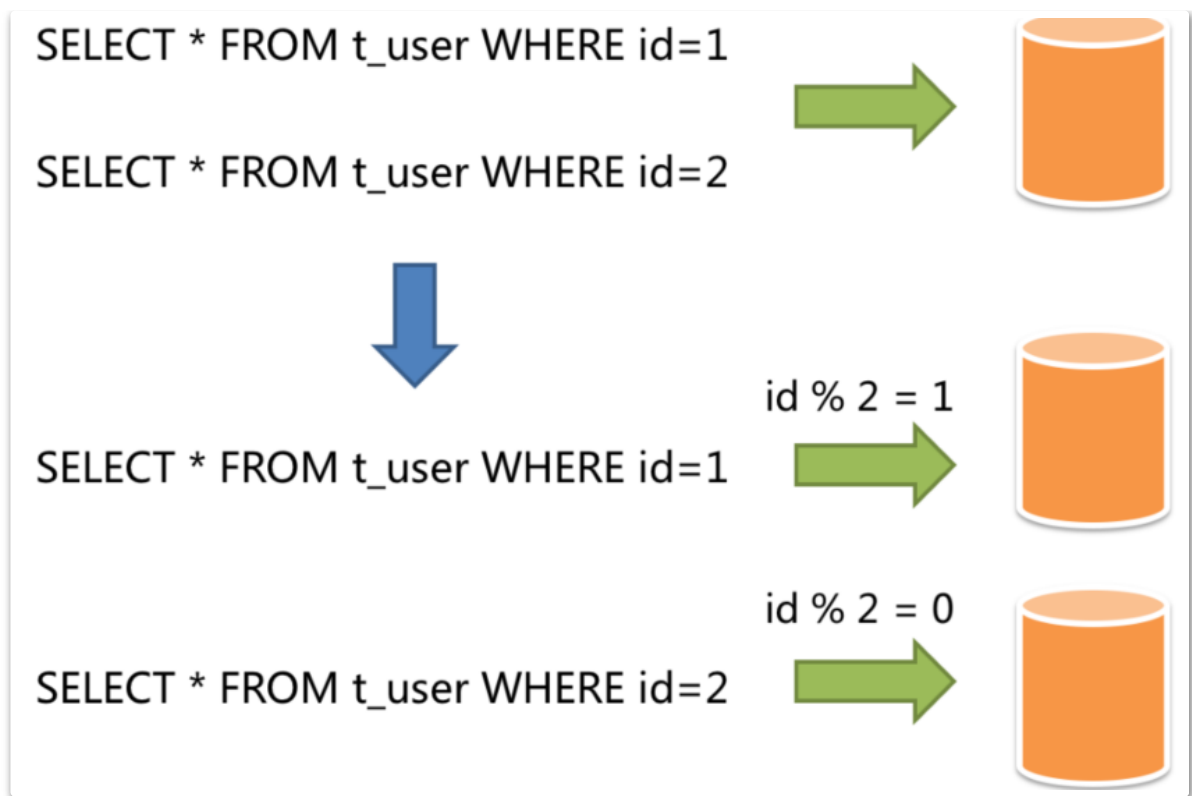 SELECT * FROM t_user WHERE id=1
SELECT * FROM t_user WHERE id=2
id % 2 = 1
SELECT * FROM t_user WHERE id=1
id % 2 = 0
SELECT * FROM t_user WHERE id=2